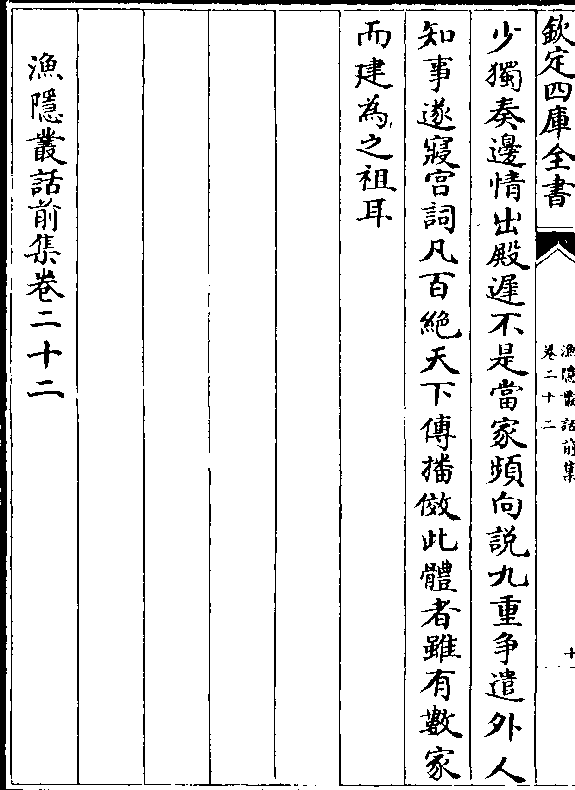 欽定四庫全書
漁隱叢話前集
卷二十二
十
少獨奏邊情出殿遲不是當家頻向説九重爭遣外人
知事遂寢宫詞凡百絶天下傳播倣此體者雖有數家
而建為之祖耳
漁隱叢話前集卷二十二